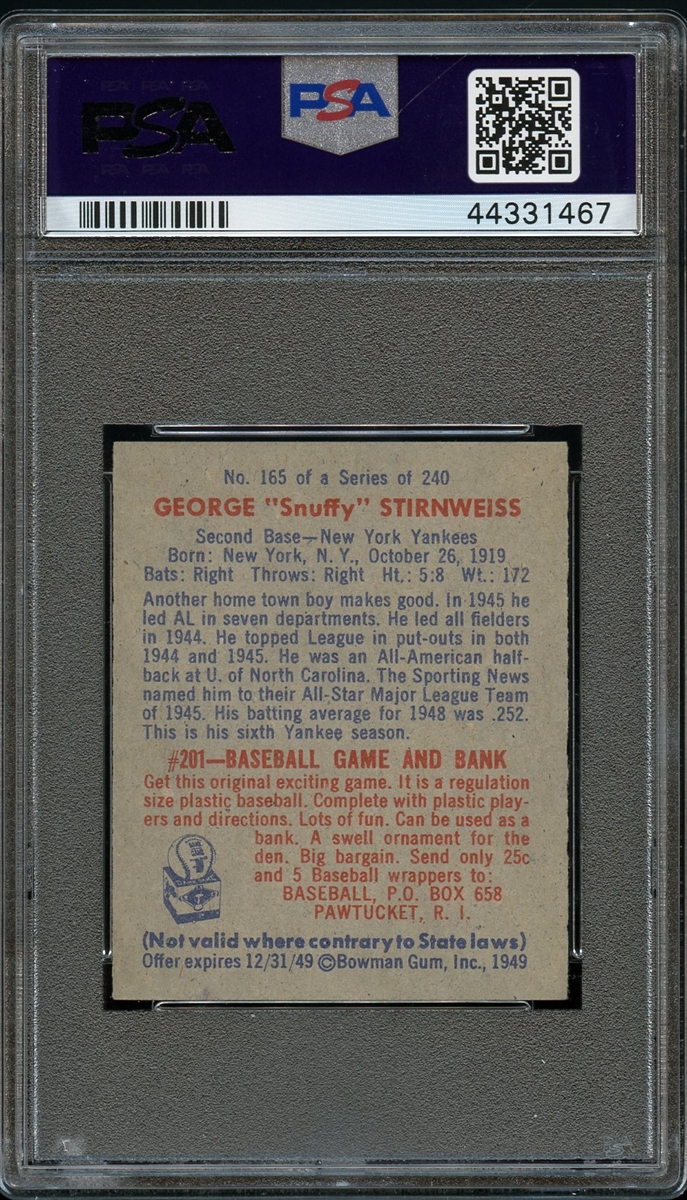 PSA PSA PSA
PSA
PSA PSA PSA
PSA
44331467
No. 165 of a Series of 240
GEORGE "Snuffy" STIRNWEISS
Second Base—New York Yankees
Born: New York, N. Y., October 26, 1919
Bats: Right Throws: Right Ht.: 5:8 Wt.: 172
Another home town boy makes good. In 1945 he
led AL in seven departments. He led all fielders
in 1944. He topped League in put-outs in both
1944 and 1945. He was an All-American half-
back at U. of North Carolina. The Sporting News
named him to their All-Star Major League Team
of 1945. His batting average for 1948 was .252.
This is his sixth Yankee season.
#201—BASEBALL GAME AND BANK
Get this original exciting game. It is a regulation
size plastic baseball. Complete with plastic play-
ers and directions. Lots of fun. Can be used as a
bank. A swell ornament for the
den. Big bargain. Send only 25c
and 5 Baseball wrappers to:
BASEBALL, P.O. BOX 658
PAWTUCKET, R. I.
(Not valid where contrary to State laws)
Offer expires 12/31/49 ©Bowman Gum, Inc., 1949